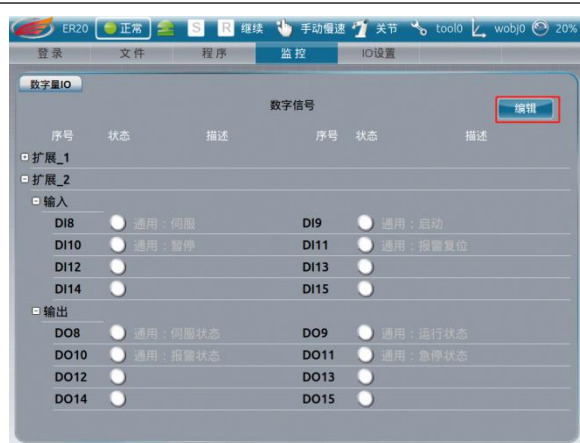 ER20 正常 S R 继续 手动慢速 关节 tool0 wobj0 20%
登录 文件 程序 监控 IO设置
数字量IO
数字信号 编辑
序号 状态 描述 序号 状态 描述
扩展_1
扩展_2
输入
DI8 通用：伺服 DI9 通用：启动
DI10 通用：暂停 DI11 通用：报警复位
DI12 DI13
DI14 DI15
输出
DO8 通用：伺服状态 DO9 通用：运行状态
DO10 通用：报警状态 DO11 通用：急停状态
DO12 DO13
DO14 DO15